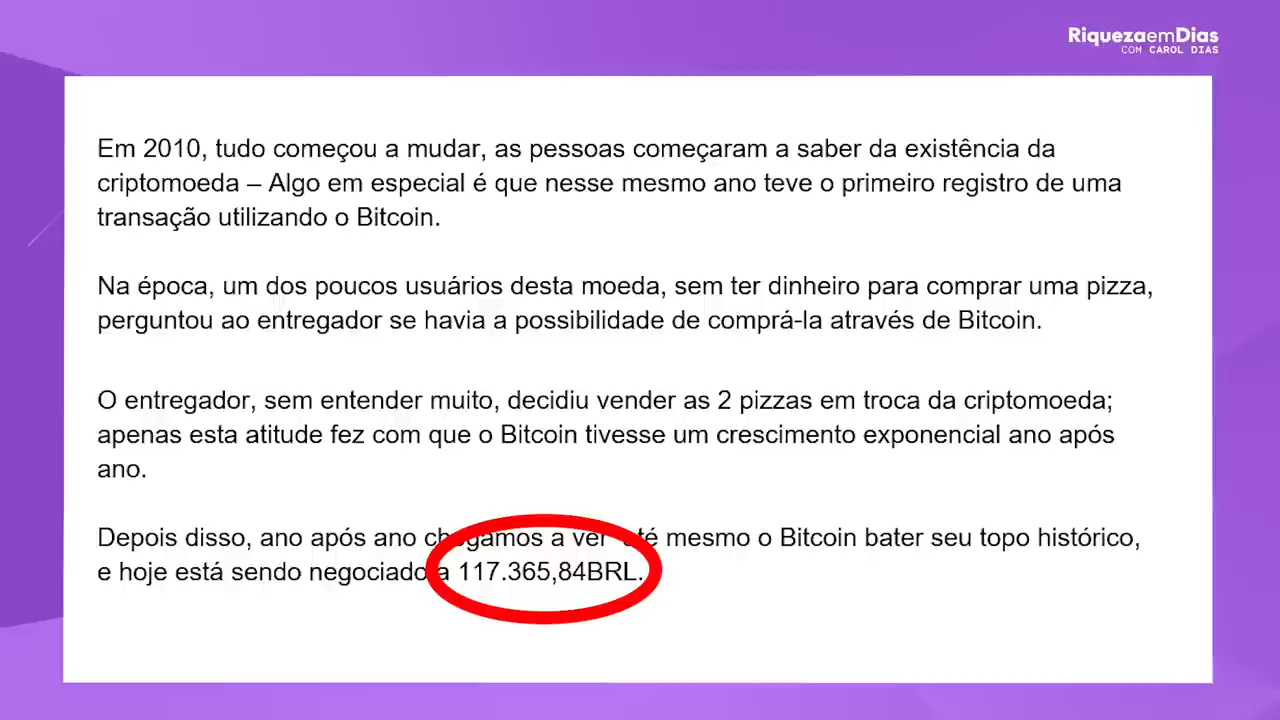 RiquezaemDias
COM CAROL DIAS
Em 2010, tudo começou a mudar, as pessoas começaram a saber da existência da
criptomoeda – Algo em especial é que nesse mesmo ano teve o primeiro registro de uma
transação utilizando o Bitcoin.
Na época, um dos poucos usuários desta moeda, sem ter dinheiro para comprar uma pizza,
perguntou ao entregador se havia a possibilidade de comprá-la através de Bitcoin.
O entregador, sem entender muito, decidiu vender as 2 pizzas em troca da criptomoeda;
apenas esta atitude fez com que o Bitcoin tivesse um crescimento exponencial ano após
ano.
Depois disso, ano após ano chegamos a ver até mesmo o Bitcoin bater seu topo histórico,
e hoje está sendo negociado a 117.365,84BRL.